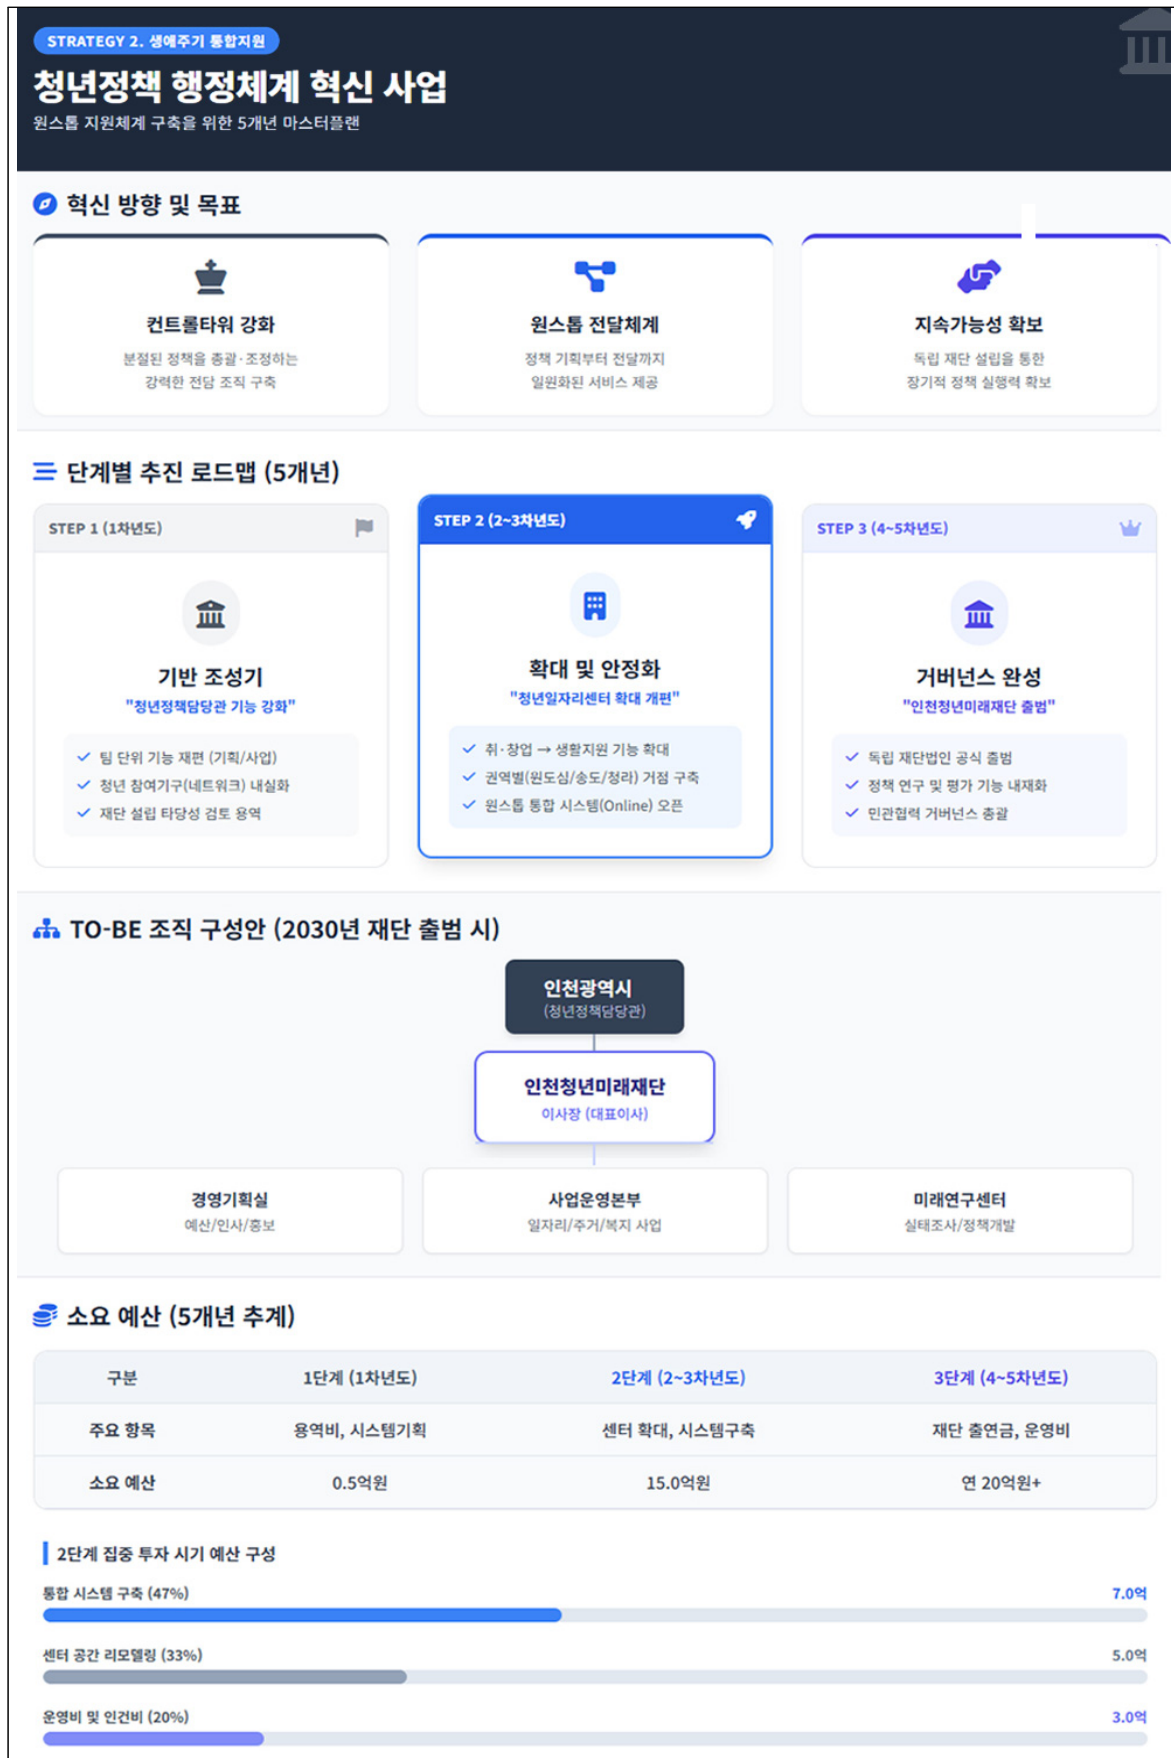 STRATEGY 2. 생애주기 통합지원
청년정책 행정체계 혁신 사업
원스톱 지원체계 구축을 위한 5개년 마스터플랜
혁신 방향 및 목표
컨트롤타워 강화
분절된 정책을 총괄·조정하는
강력한 전담 조직 구축
원스톱 전달체계
정책 기획부터 전달까지
일원화된 서비스 제공
지속가능성 확보
독립 재단 설립을 통한
장기적 정책 실행력 확보
단계별 추진 로드맵 (5개년)
STEP 1 (1차년도)
기반 조성기
"청년정책담당관 기능 강화"
팀 단위 기능 재편 (기획/사업)
청년 참여기구(네트워크) 내실화
재단 설립 타당성 검토 용역
STEP 2 (2~3차년도)
확대 및 안정화
"청년일자리센터 확대 개편"
취·창업 → 생활지원 기능 확대
권역별(원도심/송도/청라) 거점 구축
원스톱 통합 시스템(Online) 오픈
STEP 3 (4~5차년도)
거버넌스 완성
"인천청년미래재단 출범"
독립 재단법인 공식 출범
정책 연구 및 평가 기능 내재화
민관협력 거버넌스 총괄
TO-BE 조직 구성안 (2030년 재단 출범 시)
인천광역시
(청년정책담당관)
인천청년미래재단
이사장 (대표이사)
경영기획실
예산/인사/홍보
사업운영본부
일자리/주거/복지 사업
미래연구센터
실태조사/정책개발
소요 예산 (5개년 추계)
구분 1단계 (1차년도) 2단계 (2~3차년도) 3단계 (4~5차년도)
주요 항목 용역비, 시스템기획 센터 확대, 시스템구축 재단 출연금, 운영비
소요 예산 0.5억원 15.0억원 연 20억원+
2단계 집중 투자 시기 예산 구성
통합 시스템 구축 (47%) 7.0억
센터 공간 리모델링 (33%) 5.0억
운영비 및 인건비 (20%) 3.0억